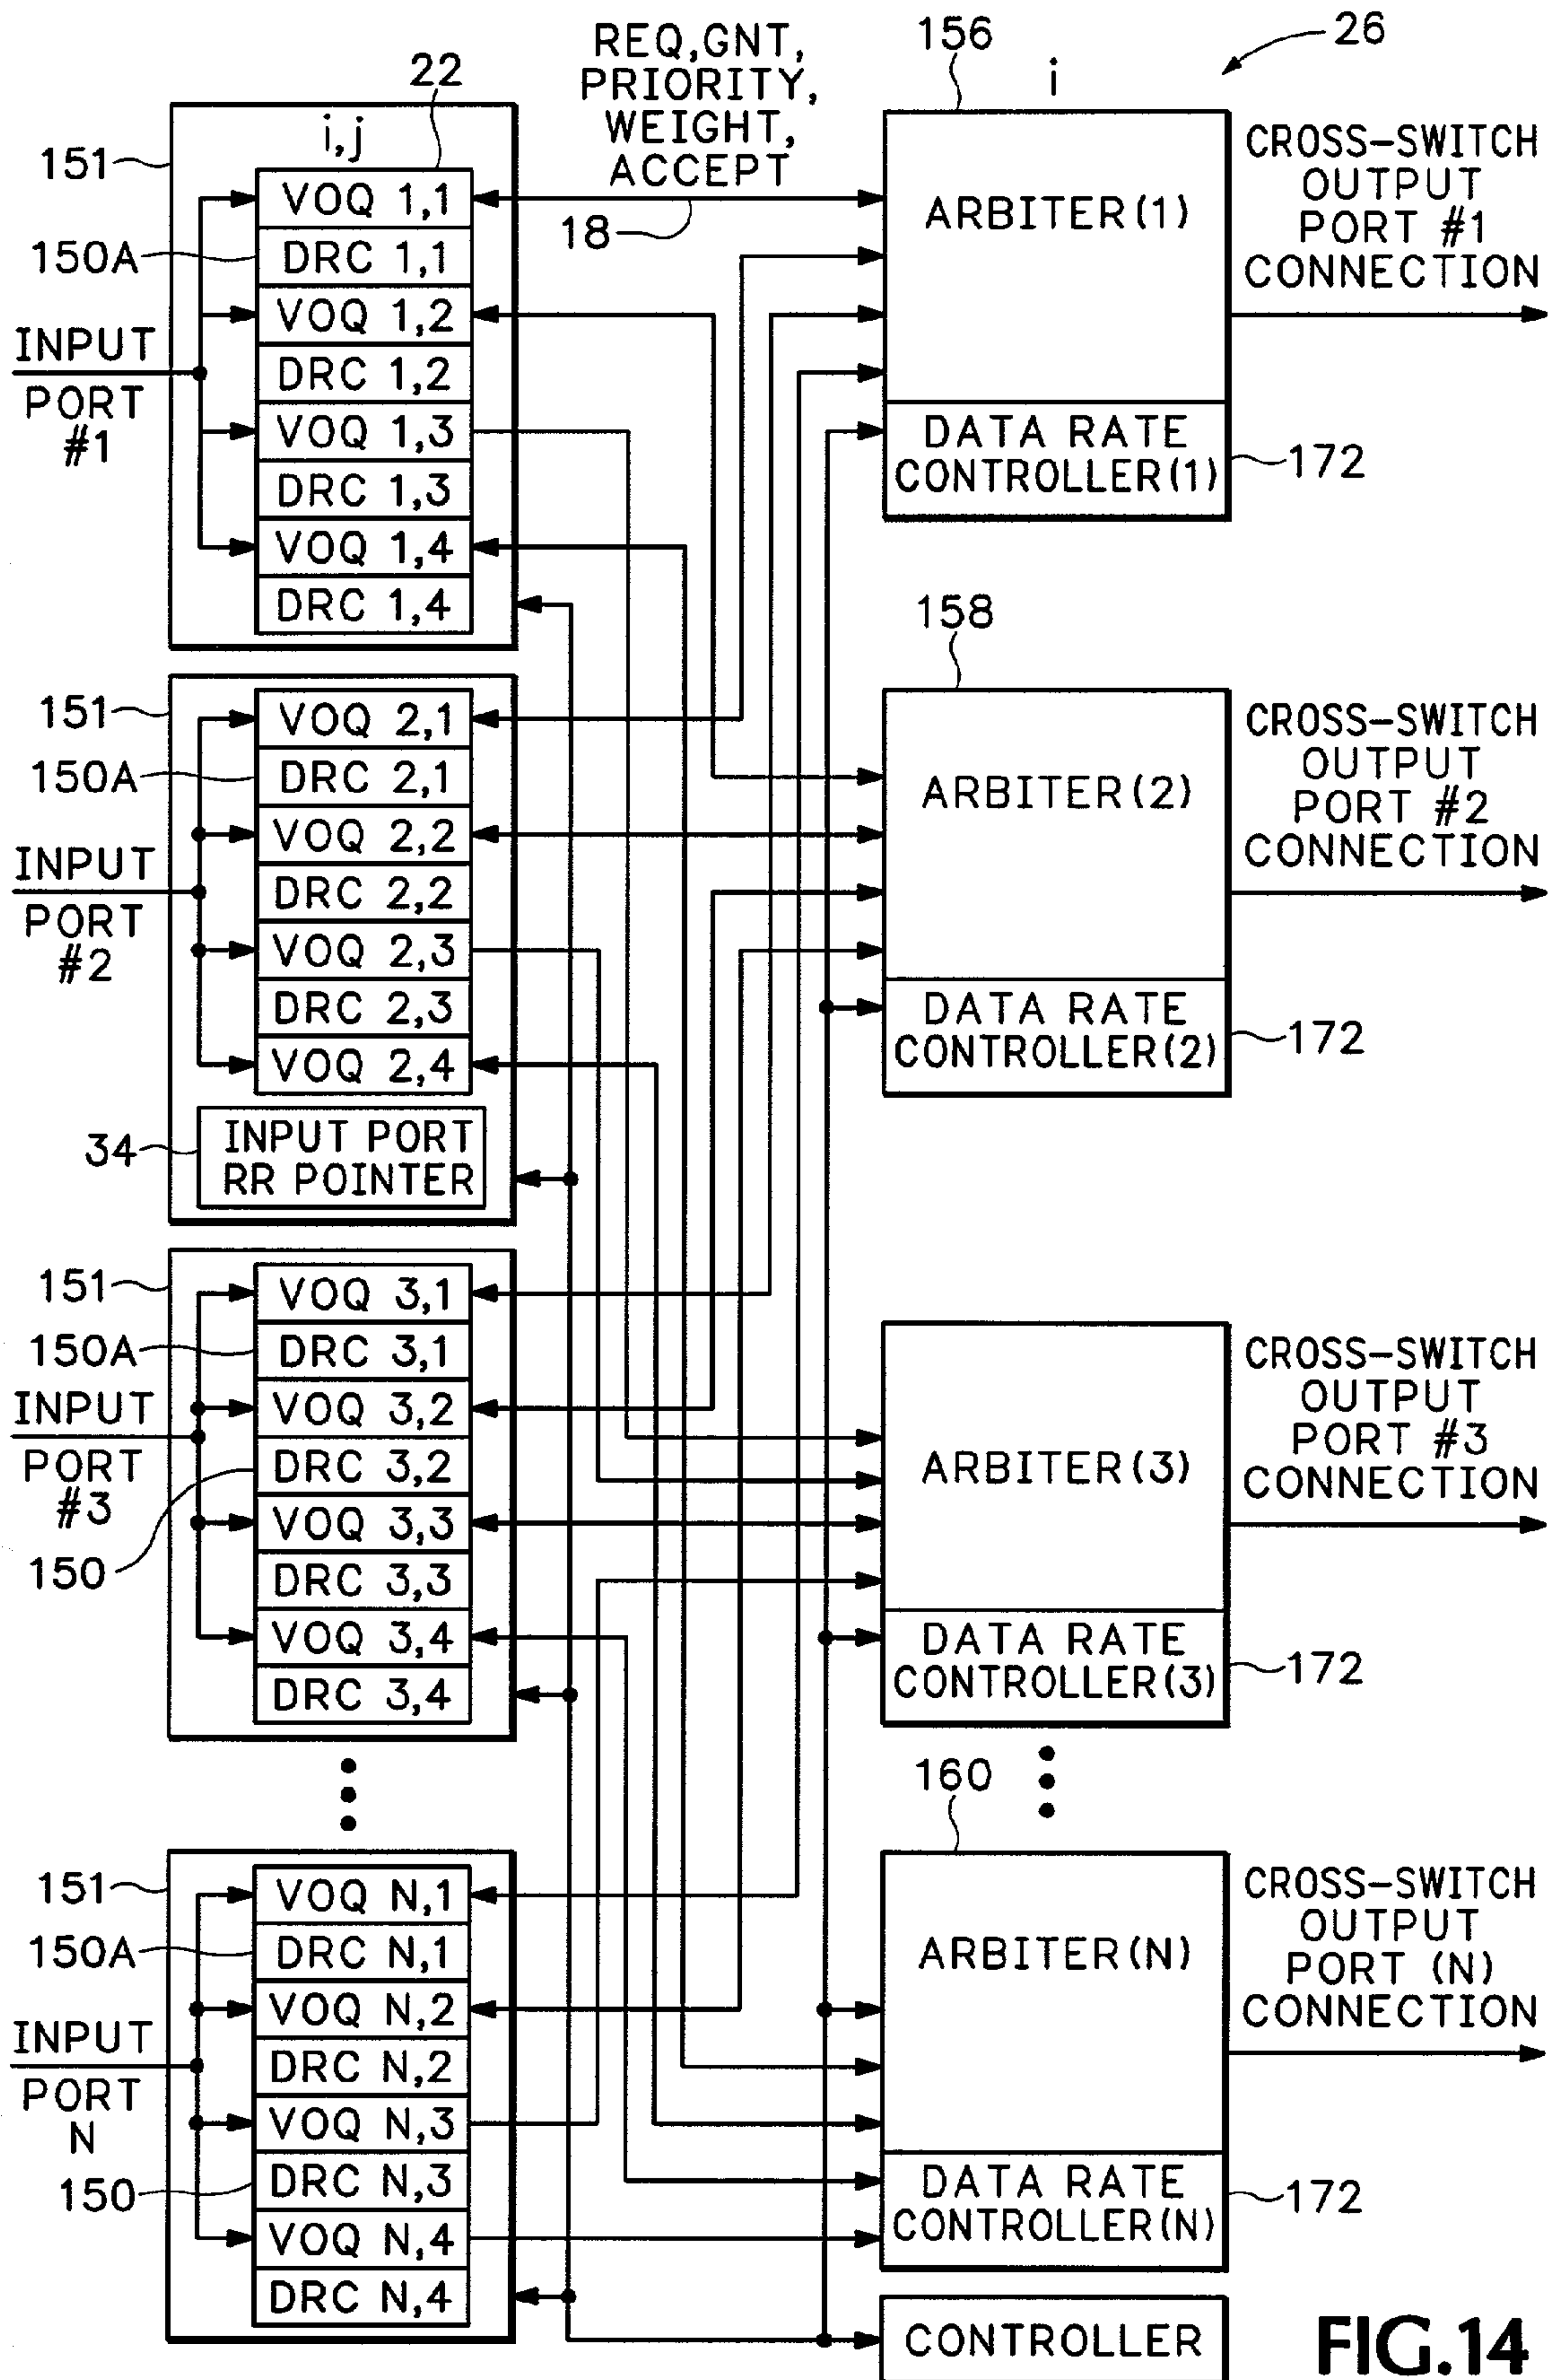 REQ,GNT,
PRIORITY,
WEIGHT,
ACCEPT
18
156
i
26
22
i,j
151
150A
INPUT
PORT
#1
VOQ 1,1
DRC 1,1
VOQ 1,2
DRC 1,2
VOQ 1,3
DRC 1,3
VOQ 1,4
DRC 1,4
ARBITER(1)
DATA RATE
CONTROLLER(1)
172
CROSS-SWITCH
OUTPUT
PORT #1
CONNECTION
151
150A
INPUT
PORT
#2
VOQ 2,1
DRC 2,1
VOQ 2,2
DRC 2,2
VOQ 2,3
DRC 2,3
VOQ 2,4
34
INPUT PORT
RR POINTER
158
ARBITER(2)
DATA RATE
CONTROLLER(2)
172
CROSS-SWITCH
OUTPUT
PORT #2
CONNECTION
151
150A
INPUT
PORT
#3
150
VOQ 3,1
DRC 3,1
VOQ 3,2
DRC 3,2
VOQ 3,3
DRC 3,3
VOQ 3,4
DRC 3,4
ARBITER(3)
DATA RATE
CONTROLLER(3)
172
CROSS-SWITCH
OUTPUT
PORT #3
CONNECTION
151
150A
INPUT
PORT
N
150
VOQ N,1
DRC N,1
VOQ N,2
DRC N,2
VOQ N,3
DRC N,3
VOQ N,4
DRC N,4
160
ARBITER(N)
DATA RATE
CONTROLLER(N)
172
CROSS-SWITCH
OUTPUT
PORT (N)
CONNECTION
CONTROLLER
FIG.14